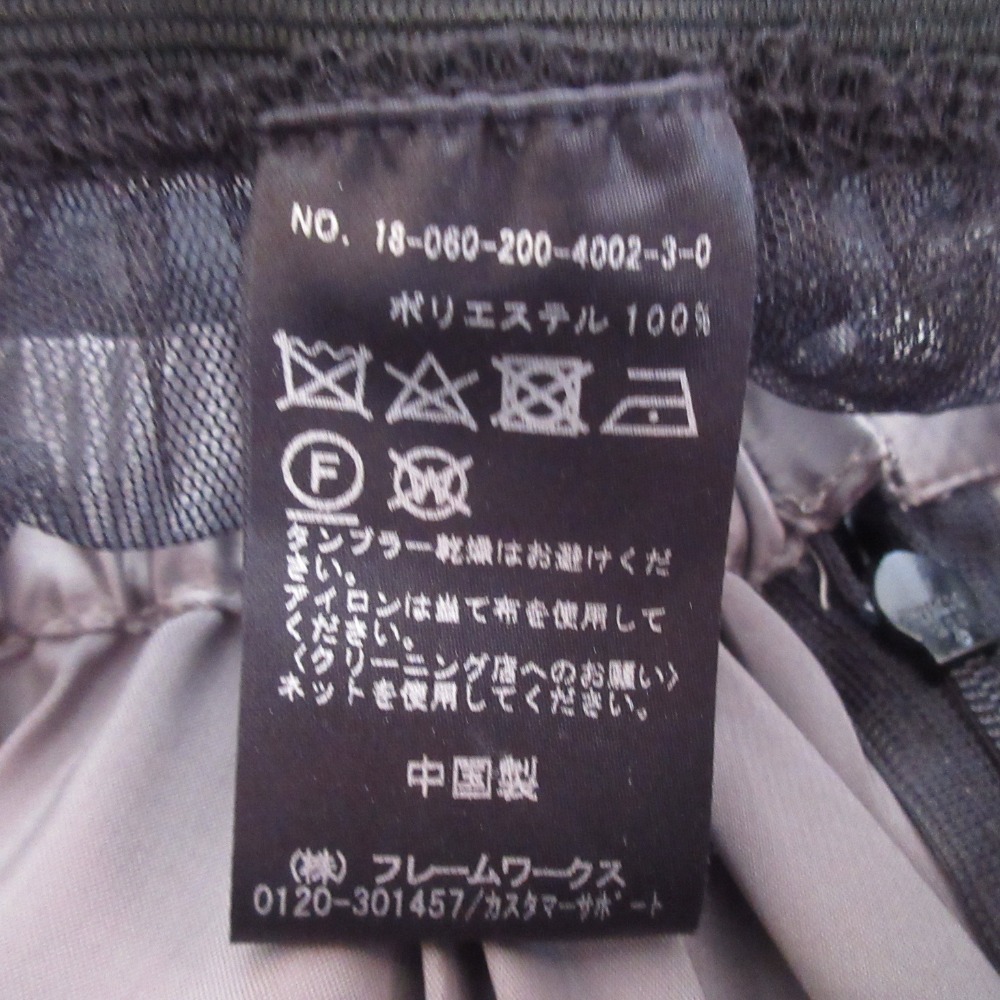 NO. 18-060-200-4002-3-0
ポリエステル 100%
F
W
タンブラー乾燥はお避けくだ
さい。
アイロンは当て布を使用して
ください。
〈クリーニング店へのお願い〉
ネットを使用してください。
中国製
(株) フレームワークス
0120-301457/カスタマーサポート